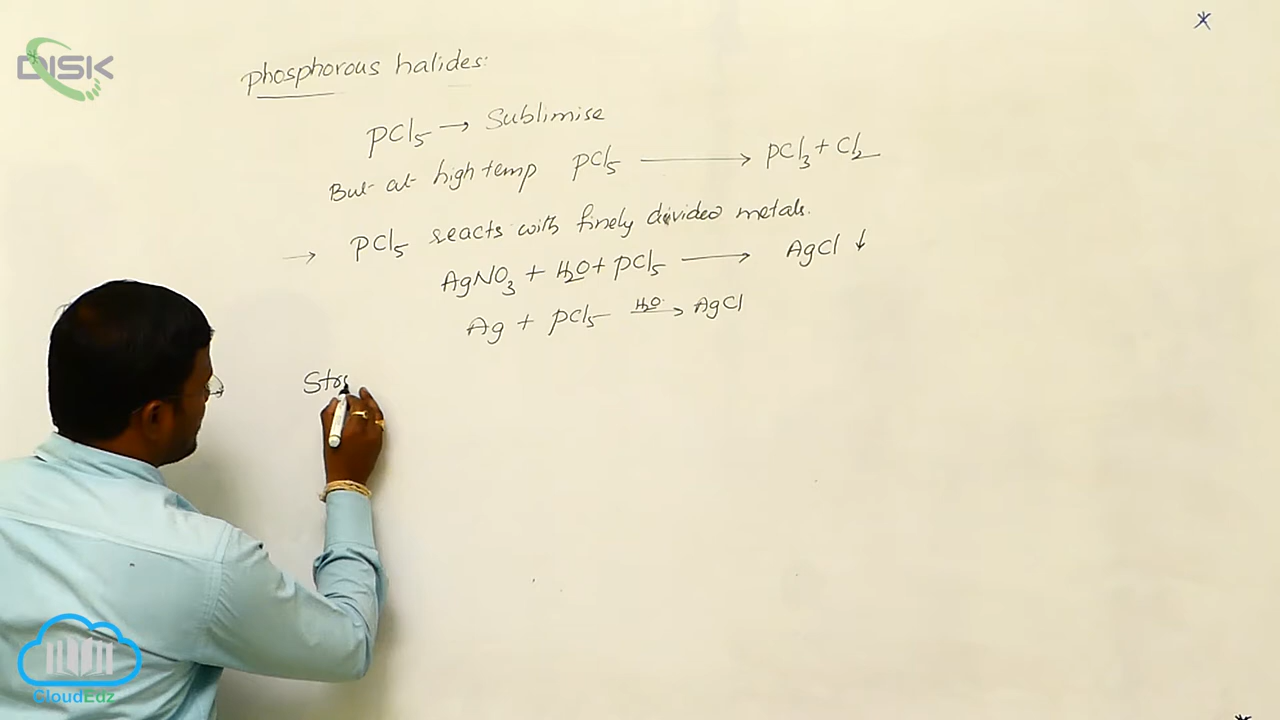 DISK
phosphorous halides:
PCl5 → Sublimise
But at high temp PCl5 → PCl3 + Cl2
→ PCl5 reacts with finely divided metals.
AgNO3 + H2O + PCl5 → AgCl ↓
Ag + PCl5 H2O→ AgCl
Str
CloudEdz